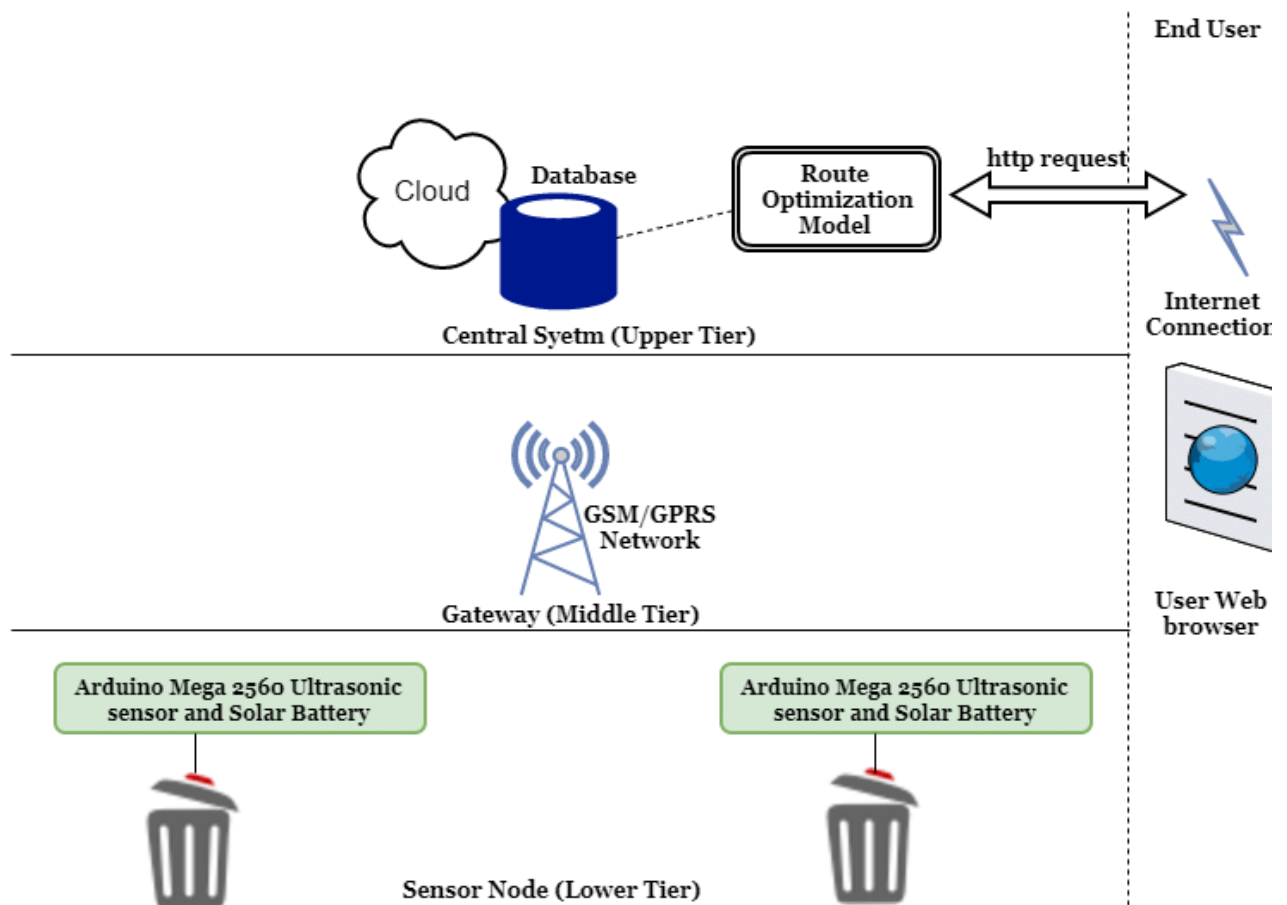 End User
Cloud
Database
Route
Optimization
Model
http request
Internet
Connection
Central Syetm (Upper Tier)
GSM/GPRS
Network
Gateway (Middle Tier)
User Web
browser
Arduino Mega 2560 Ultrasonic
sensor and Solar Battery
Arduino Mega 2560 Ultrasonic
sensor and Solar Battery
Sensor Node (Lower Tier)